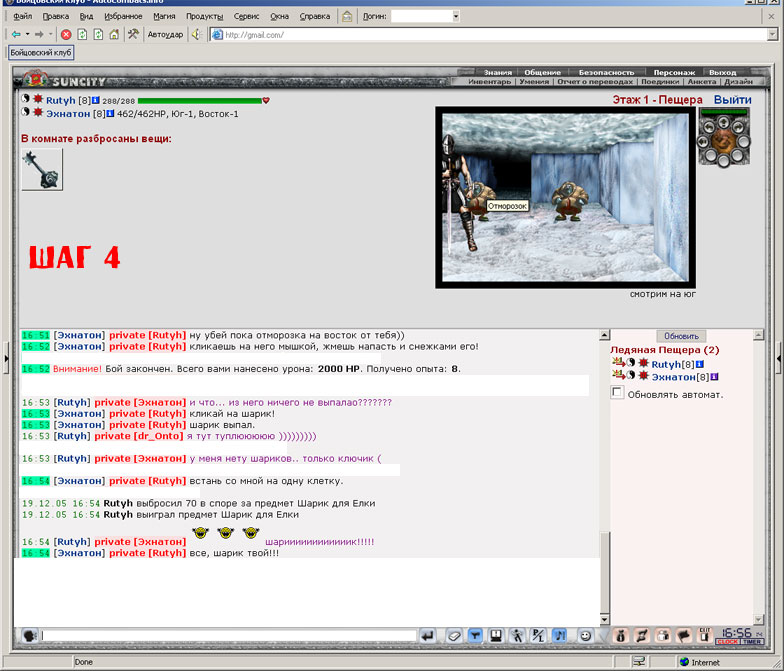 Бойцовский Клуб - AutoCombats.info
Файл Правка Вид Избранное Магия Продукты Сервис Окна Справка Логин:
Автоудар http://gmail.com/
Бойцовский клуб
SUNCITY
Знания Общение Безопасность Персонаж Выход
Инвентарь Умения Отчет о переводах Поединки Анкета Дизайн
Rutyh [8] 288/288
Этаж 1 - Пещера Выйти
Эхнатон [8] 462/462HP, Юг-1, Восток-1
В комнате разбросаны вещи:
Отморозок
ШАГ 4
смотрим на юг
16:51 [Эхнатон] private [Rutyh] ну убей пока отморозка на восток от тебя))
16:52 [Эхнатон] private [Rutyh] кликаешь на него мышкой, жмешь напасть и снежками его!
16:52 Внимание! Бой закончен. Всего вами нанесено урона: 2000 HP. Получено опыта: 8.
16:53 [Rutyh] private [Эхнатон] и что... из него ничего не выпалао???????
16:53 [Эхнатон] private [Rutyh] кликай на шарик!
16:53 [Эхнатон] private [Rutyh] шарик выпал.
16:53 [Rutyh] private [dr_Onto] я тут туплюююю )))))))))
16:53 [Rutyh] private [Эхнатон] у меня нету шариков.. только ключик (
16:54 [Эхнатон] private [Rutyh] встань со мной на одну клетку.
19.12.05 16:54 Rutyh выбросил 70 в споре за предмет Шарик для Елки
19.12.05 16:54 Rutyh выиграл предмет Шарик для Елки
16:54 [Rutyh] private [Эхнатон] шарииииииииииик!!!!!
16:54 [Эхнатон] private [Rutyh] все, шарик твой!!!
Обновить
Ледяная Пещера (2)
Rutyh[8]
Эхнатон[8]
Обновлять автомат.
16:56
CLOCK TIMER
Done
Internet